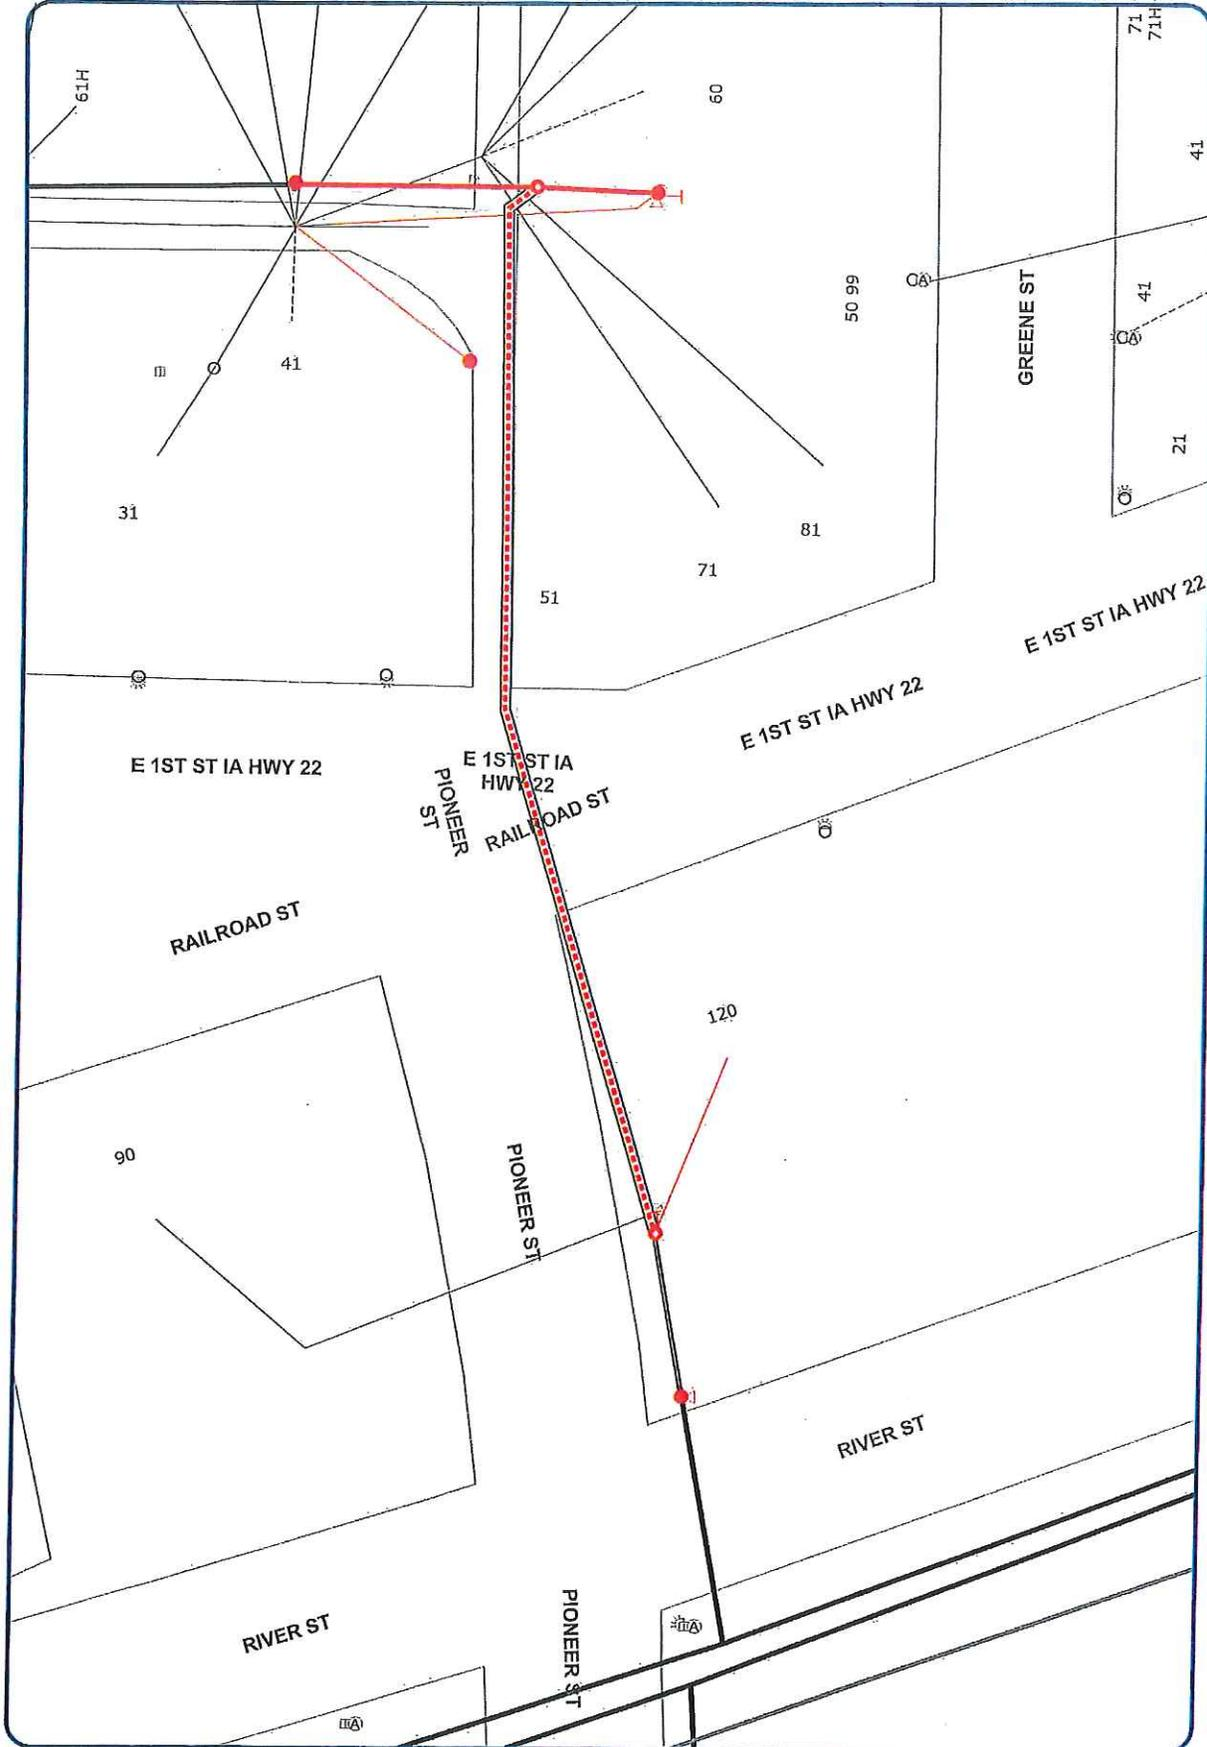 71
71H
61H
60
41
50 99
GREENE ST
41
41
21
31
81
71
51
E 1ST ST IA HWY 22
E 1ST ST IA HWY 22
E 1ST ST IA HWY 22
E 1ST ST IA
HWY 22
PIONEER
ST
RAILROAD ST
RAILROAD ST
120
90
PIONEER ST
RIVER ST
RIVER ST
PIONEER ST
CA
CA
A
A